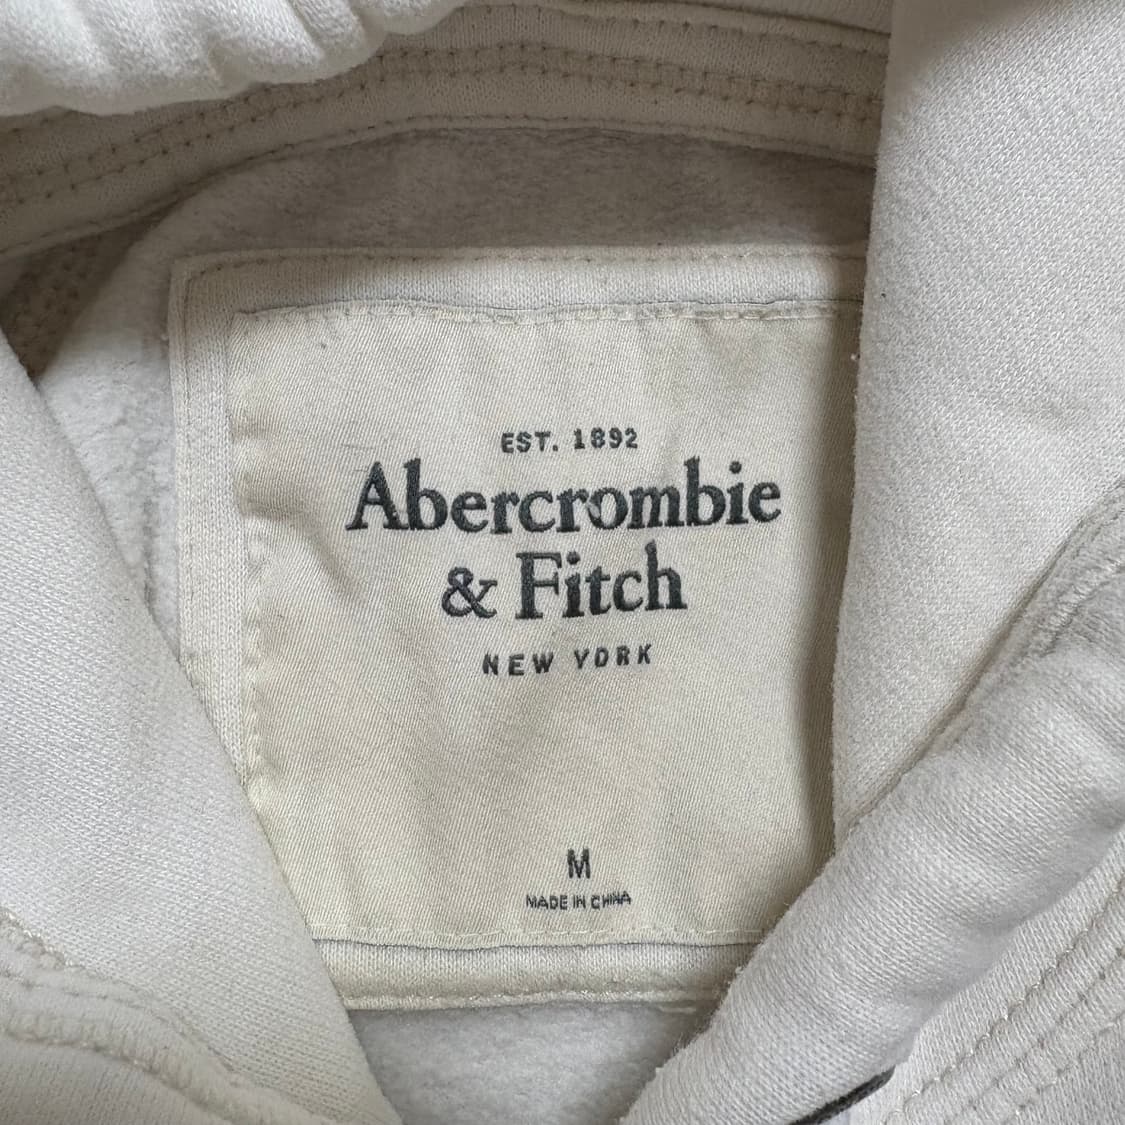 EST. 1892
Abercrombie
& Fitch
NEW YORK
M
MADE IN CHINA